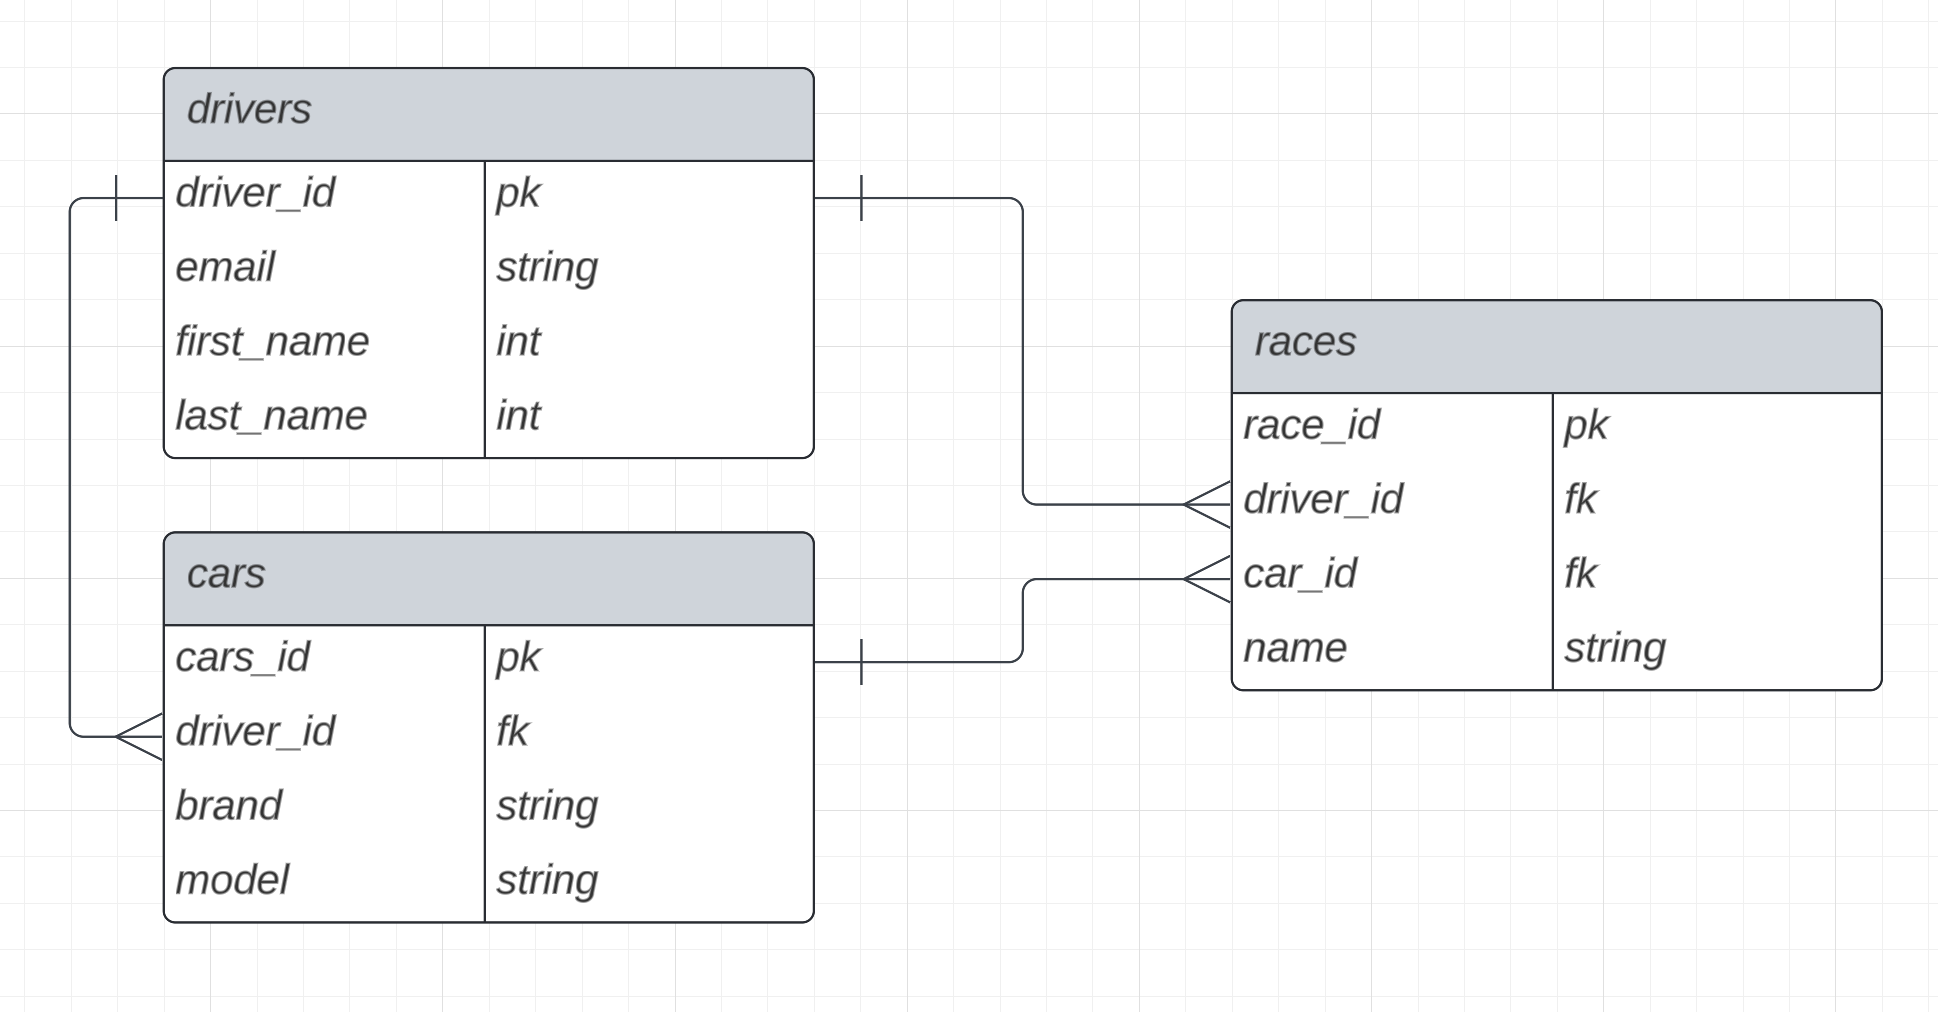 drivers
driver_id pk
email string
first_name int
last_name int
cars
cars_id pk
driver_id fk
brand string
model string
races
race_id pk
driver_id fk
car_id fk
name string